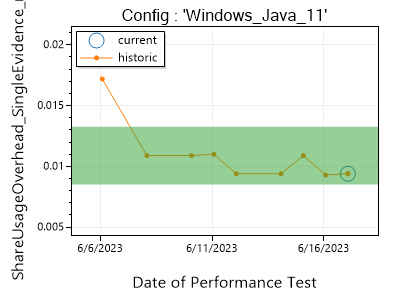 Config : 'Windows_Java_11'
current
historic
0.02
0.015
0.01
0.005
ShareUsageOverhead_SingleEvidence_
6/6/2023
6/11/2023
6/16/2023
Date of Performance Test